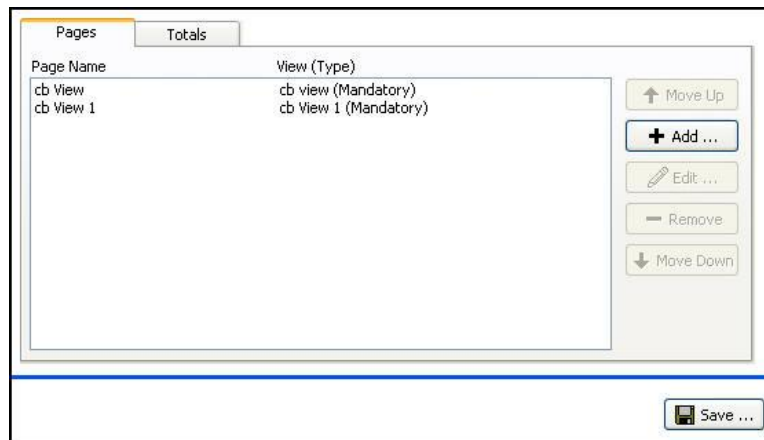 Pages Totals
Page Name View (Type)
cb View cb view (Mandatory)
cb View 1 cb View 1 (Mandatory)
Move Up
Add ...
Edit ...
Remove
Move Down
Save ...